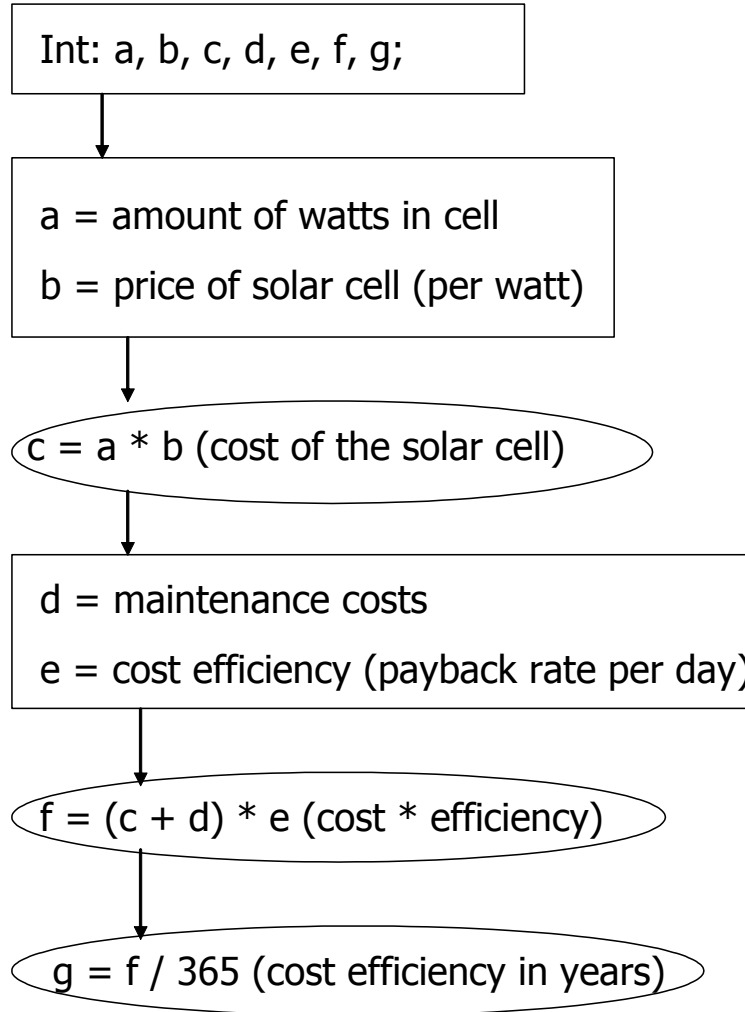 Int: a, b, c, d, e, f, g;
a = amount of watts in cell
b = price of solar cell (per watt)
c = a * b (cost of the solar cell)
d = maintenance costs
e = cost efficiency (payback rate per day)
f = (c + d) * e (cost * efficiency)
g = f / 365 (cost efficiency in years)